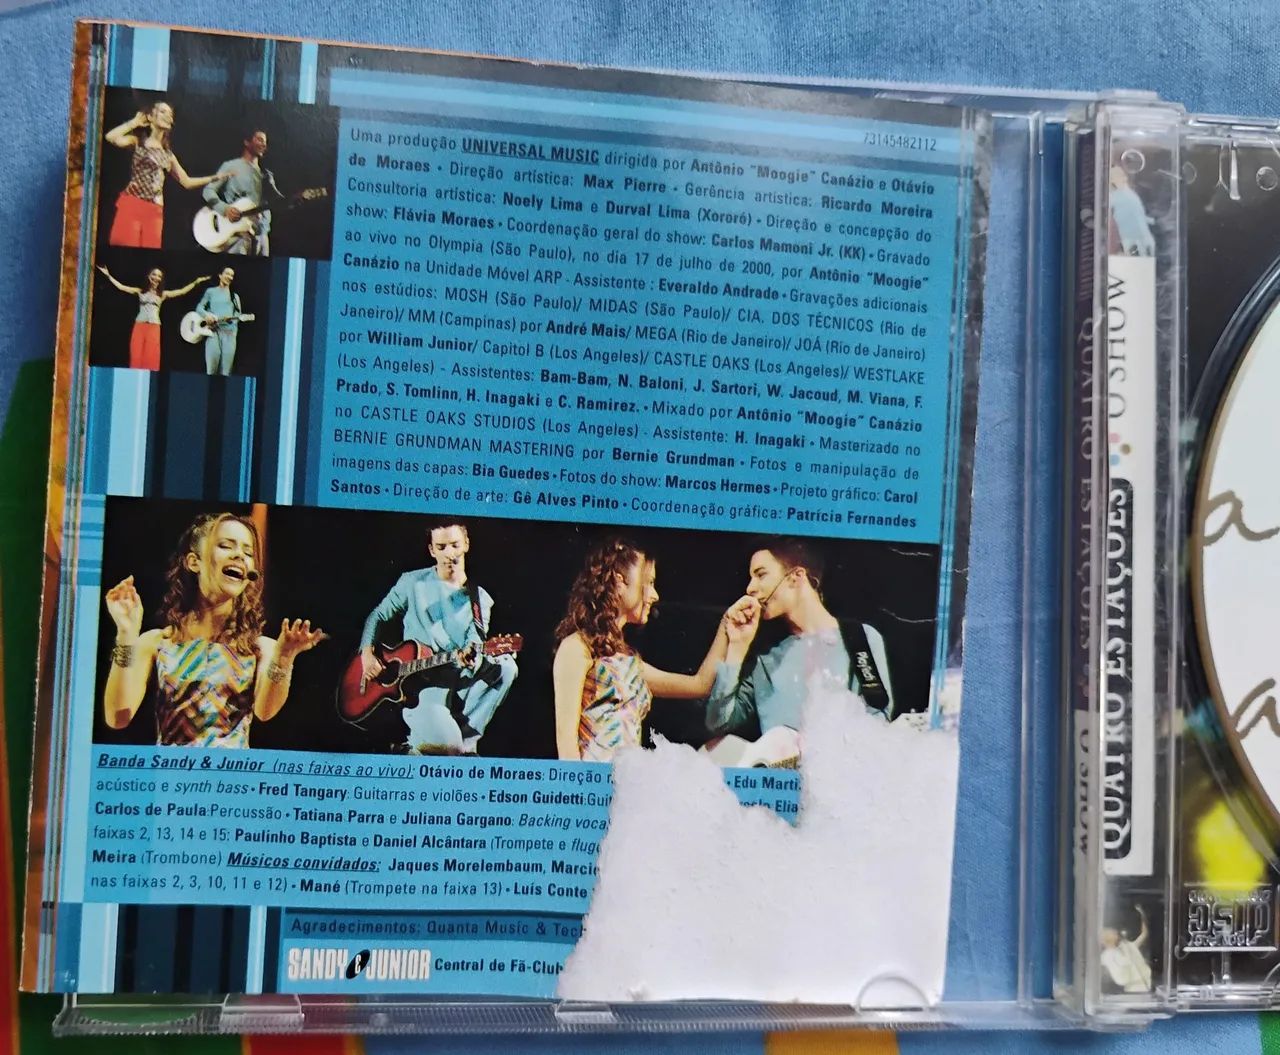 73145482112
Uma produção UNIVERSAL MUSIC dirigida por Antônio "Moogie" Canázio e Otávio
de Moraes • Direção artística: Max Pierre • Gerência artística: Ricardo Moreira
Consultoria artística: Noely Lima e Durval Lima (Xororó) • Direção e concepção do
show: Flávia Moraes • Coordenação geral do show: Carlos Mamoni Jr. (KK) • Gravado
ao vivo no Olympia (São Paulo), no dia 17 de julho de 2000, por Antônio "Moogie"
Canázio na Unidade Móvel ARP - Assistente : Everaldo Andrade • Gravações adicionais
nos estúdios: MOSH (São Paulo)/ MIDAS (São Paulo)/ CIA. DOS TÉCNICOS (Rio de
Janeiro)/ MM (Campinas) por André Mais/ MEGA (Rio de Janeiro)/ JOÁ (Rio de Janeiro)
por William Junior/ Capitol B (Los Angeles)/ CASTLE OAKS (Los Angeles)/ WESTLAKE
(Los Angeles) - Assistentes: Bam-Bam, N. Baloni, J. Sartori, W. Jacoud, M. Viana, F.
Prado, S. Tomlinn, H. Inagaki e C. Ramirez. • Mixado por Antônio "Moogie" Canázio
no CASTLE OAKS STUDIOS (Los Angeles) - Assistente: H. Inagaki • Masterizado no
BERNIE GRUNDMAN MASTERING por Bernie Grundman • Fotos e manipulação de
imagens das capas: Bia Guedes • Fotos do show: Marcos Hermes • Projeto gráfico: Carol
Santos • Direção de arte: Gê Alves Pinto • Coordenação gráfica: Patrícia Fernandes
Banda Sandy & Junior (nas faixas ao vivo): Otávio de Moraes: Direção • Edu Marti
acústico e synth bass • Fred Tangary: Guitarras e violões • Edson Guidetti:Gui Elia
Carlos de Paula:Percussão • Tatiana Parra e Juliana Gargano: Backing voca
faixas 2, 13, 14 e 15: Paulinho Baptista e Daniel Alcântara (Trompete e fluge
Meira (Trombone) Músicos convidados: Jaques Morelembaum, Marcie
nas faixas 2, 3, 10, 11 e 12) • Mané (Trompete na faixa 13) • Luís Conte
Agradecimentos: Quanta Music & Tech
SANDY & JUNIOR Central de Fã-Club
QUATRO ESTAÇÕES O SHOW
QUATRO ESTAÇÕES O SHOW
disc
a
a